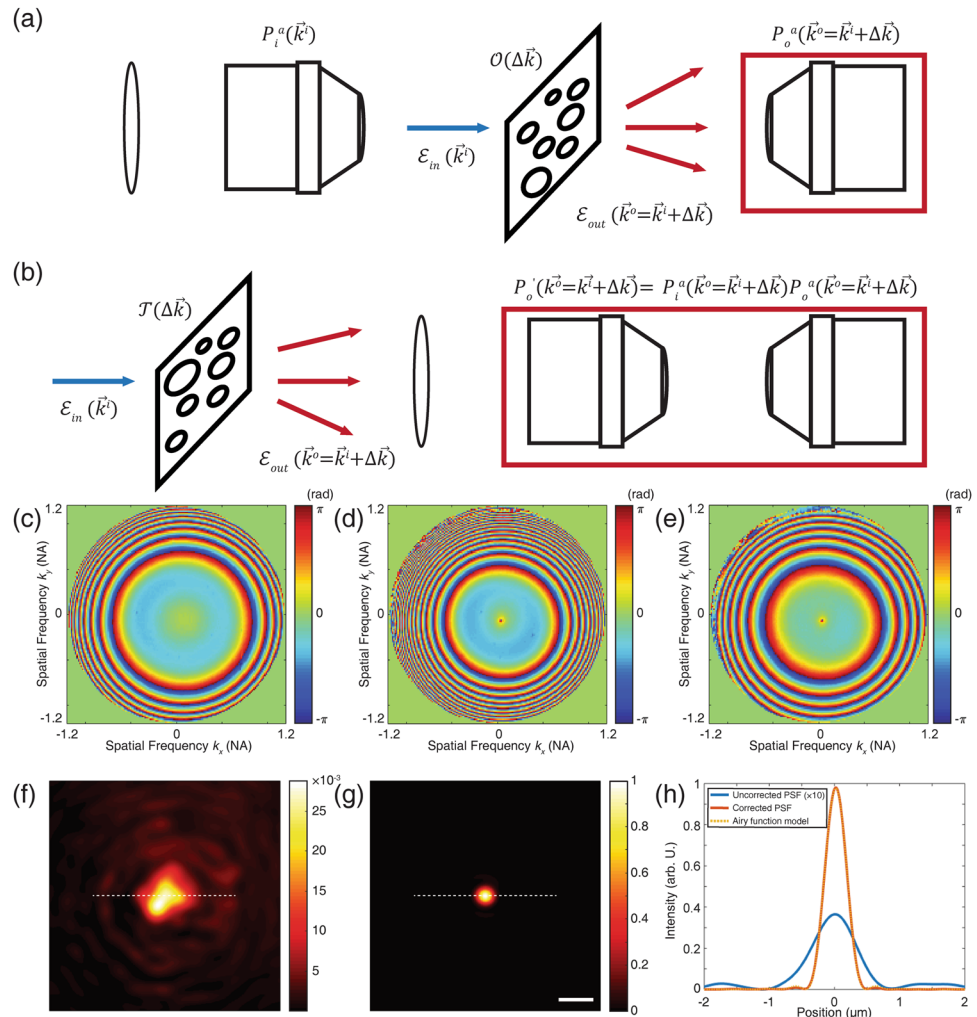 (a)
P_i^a(k⃗^i)
𝒪(Δk⃗)
P_o^a(k⃗^o=k⃗^i+Δk⃗)
ℰ_in (k⃗^i)
ℰ_out (k⃗^o=k⃗^i+Δk⃗)
(b)
𝒯(Δk⃗)
P_o'(k⃗^o=k⃗^i+Δk⃗)= P_i^a(k⃗^o=k⃗^i+Δk⃗)P_o^a(k⃗^o=k⃗^i+Δk⃗)
ℰ_in (k⃗^i)
ℰ_out (k⃗^o=k⃗^i+Δk⃗)
(c)
(rad)
1.2
0
-1.2
Spatial Frequency k_y (NA)
-1.2
0
1.2
Spatial Frequency k_x (NA)
π
0
-π
(d)
(rad)
1.2
0
-1.2
Spatial Frequency k_y (NA)
-1.2
0
1.2
Spatial Frequency k_x (NA)
π
0
-π
(e)
(rad)
1.2
0
-1.2
Spatial Frequency k_y (NA)
-1.2
0
1.2
Spatial Frequency k_x (NA)
π
0
-π
(f)
×10⁻³
25
20
15
10
5
(g)
1
0.8
0.6
0.4
0.2
0
(h)
Uncorrected PSF (×10)
Corrected PSF
Airy function model
Intensity (arb. U.)
1
0.8
0.6
0.4
0.2
0
-2
-1
0
1
2
Position (μm)